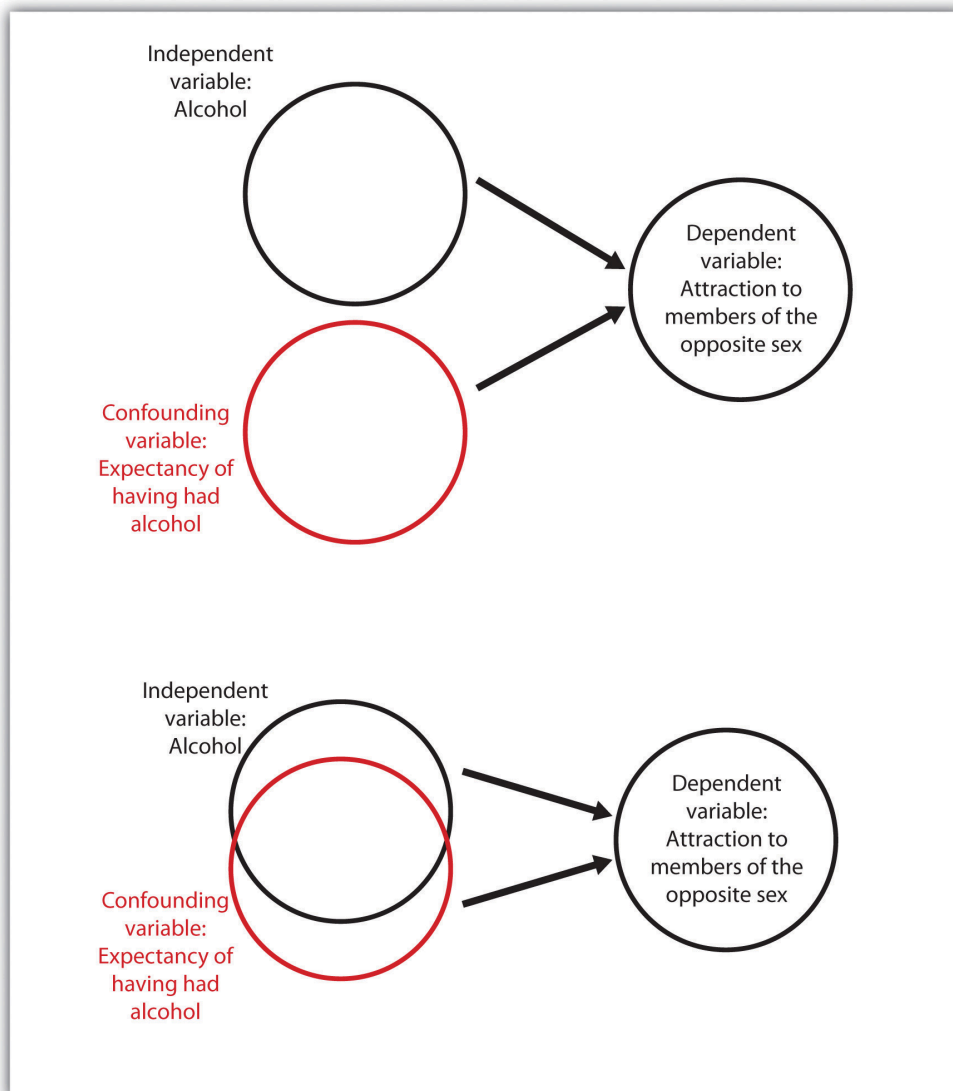 Independent
variable:
Alcohol
Dependent
variable:
Attraction to
members of the
opposite sex
Confounding
variable:
Expectancy of
having had
alcohol
Independent
variable:
Alcohol
Dependent
variable:
Attraction to
members of the
opposite sex
Confounding
variable:
Expectancy of
having had
alcohol